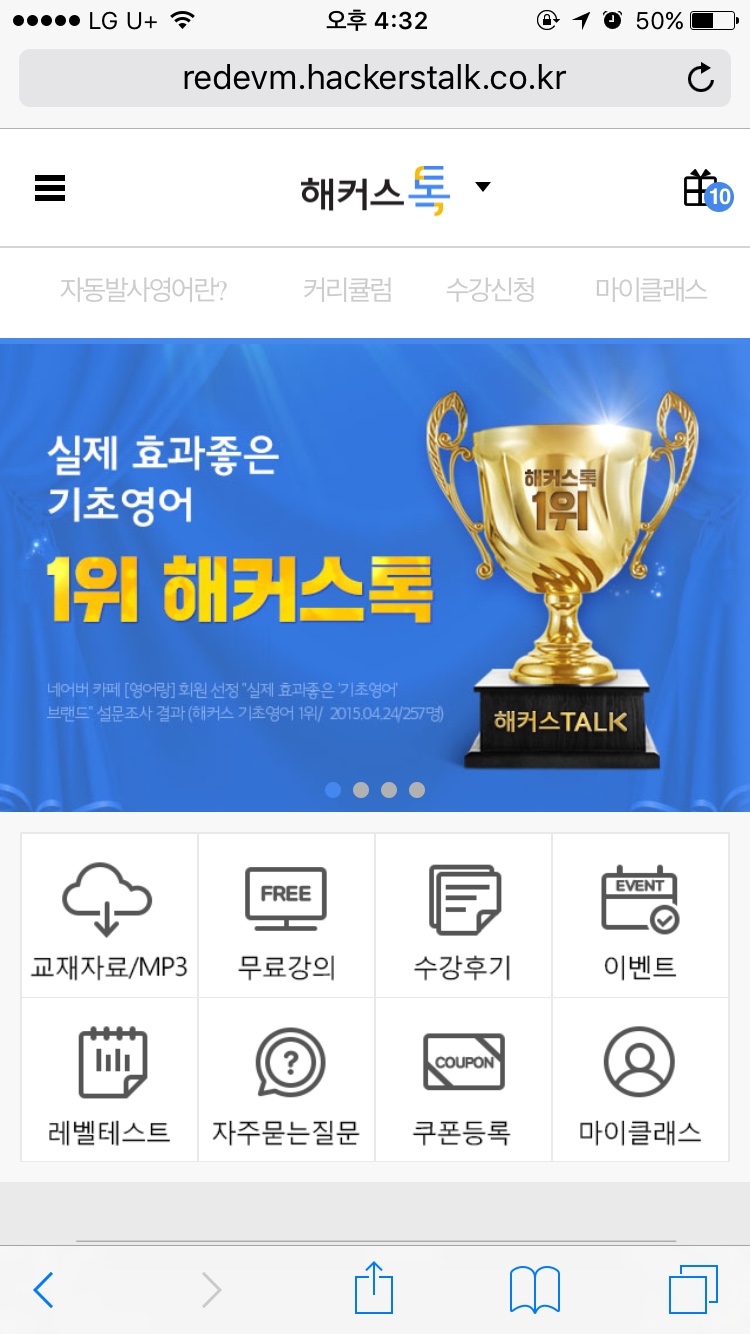 LG U+ 오후 4:32 50%
redevm.hackerstalk.co.kr
해커스톡 10
자동발사영어란? 커리큘럼 수강신청 마이클래스
실제 효과좋은
기초영어
1위 해커스톡
네어버 카페 [영어랑] 회원 선정 "실제 효과좋은 '기초영어'
브랜드" 설문조사 결과 (해커스 기초영어 1위/ 2015.04.24/257명)
해커스톡
1위
해커스TALK
FREE
EVENT
교재자료/MP3 무료강의 수강후기 이벤트
?
COUPON
레벨테스트 자주묻는질문 쿠폰등록 마이클래스